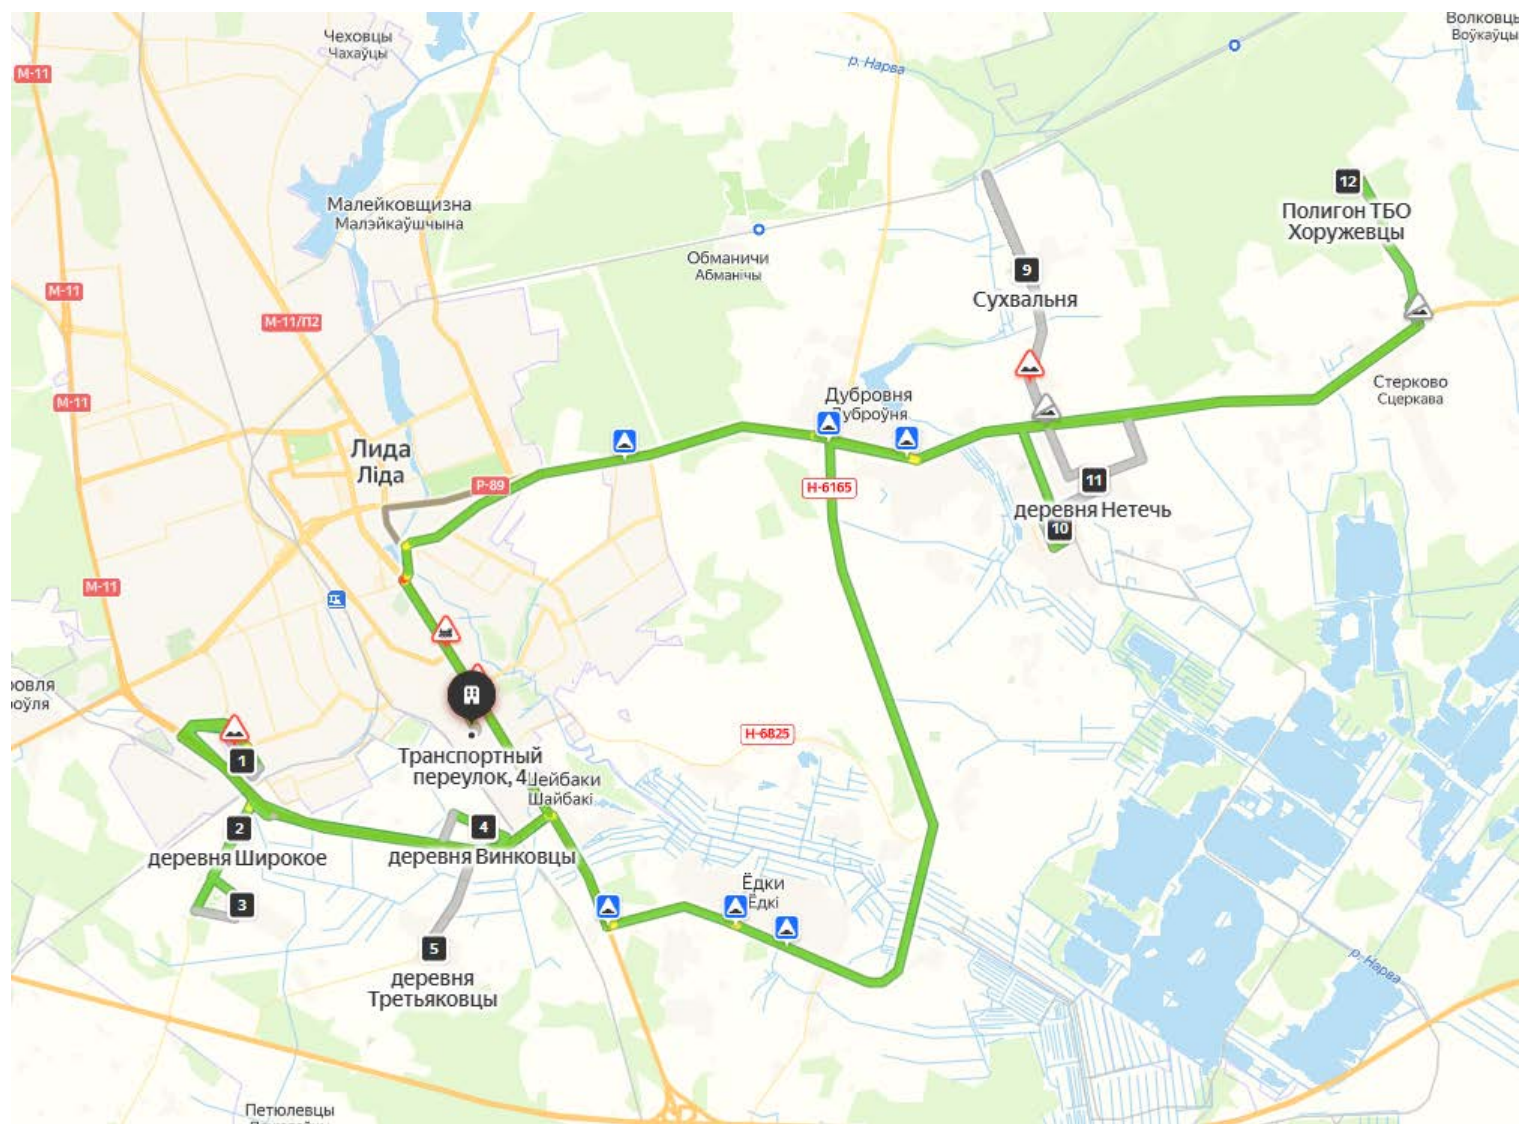 Чеховцы
Чахаўцы
Волковцы
Воўкаўцы
М-11
р. Нарва
12
Полигон ТБО
Хоружевцы
Малейковщизна
Малэйкаўшчына
Обманичи
Абманічы
9
Сухвальня
М-11
М-11/П2
Стерково
Сцеркава
Дубровня
Дуброўня
М-11
Лида
Ліда
Р-89
Н-6165
11
деревня Нетечь
10
М-11
ровля
роўля
Н-6825
1
Транспортный
переулок, 4
Шейбаки
Шайбакі
2
деревня Широкое
4
деревня Винковцы
3
Ёдки
Ёдкі
5
деревня
Третьяковцы
р. Нарва
Петюлевцы